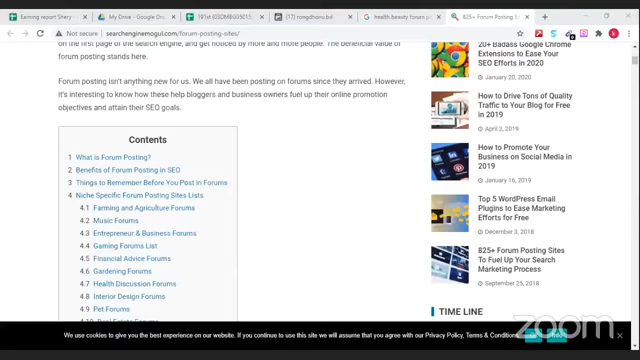 Earning report Shery
My Drive - Google Dri
191st (03MBG0515)
(17) rongdhonu.bd
health beauty forum p
825+ Forum Posting Si
Not secure | searchenginemogul.com/forum-posting-sites/
on the first page of the search engine, and get noticed by more and more people. The beneficial value of
forum posting stands here.
Forum posting isn't anything new for us. We all have been posting on forums since they arrived. However,
it's interesting to know how these help bloggers and business owners fuel up their online promotion
objectives and attain their SEO goals.
Contents
1 What is Forum Posting?
2 Benefits of Forum Posting in SEO
3 Things to Remember Before You Post in Forums
4 Niche Specific Forum Posting Sites Lists
4.1 Farming and Agriculture Forums
4.2 Music Forums
4.3 Entrepreneur & Business Forums
4.4 Gaming Forums List
4.5 Financial Advice Forums
4.6 Gardening Forums
4.7 Health Discussion Forums
4.8 Interior Design Forums
4.9 Pet Forums
4.10 Real Estate Forums
20+ Badass Google Chrome
Extensions to Ease Your
SEO Efforts in 2020
January 20, 2020
How to Drive Tons of Quality
Traffic to Your Blog for Free
in 2019
April 2, 2019
How to Promote Your
Business on Social Media in
2019
January 16, 2019
Top 5 WordPress Email
Plugins to Ease Marketing
Efforts for Free
December 3, 2018
825+ Forum Posting Sites
To Fuel Up Your Search
Marketing Process
September 25, 2018
TIME LINE
We use cookies to give you the best experience on our website. If you continue to use this site we will assume that you agree with our Privacy Policy, Terms & Conditions
zoom